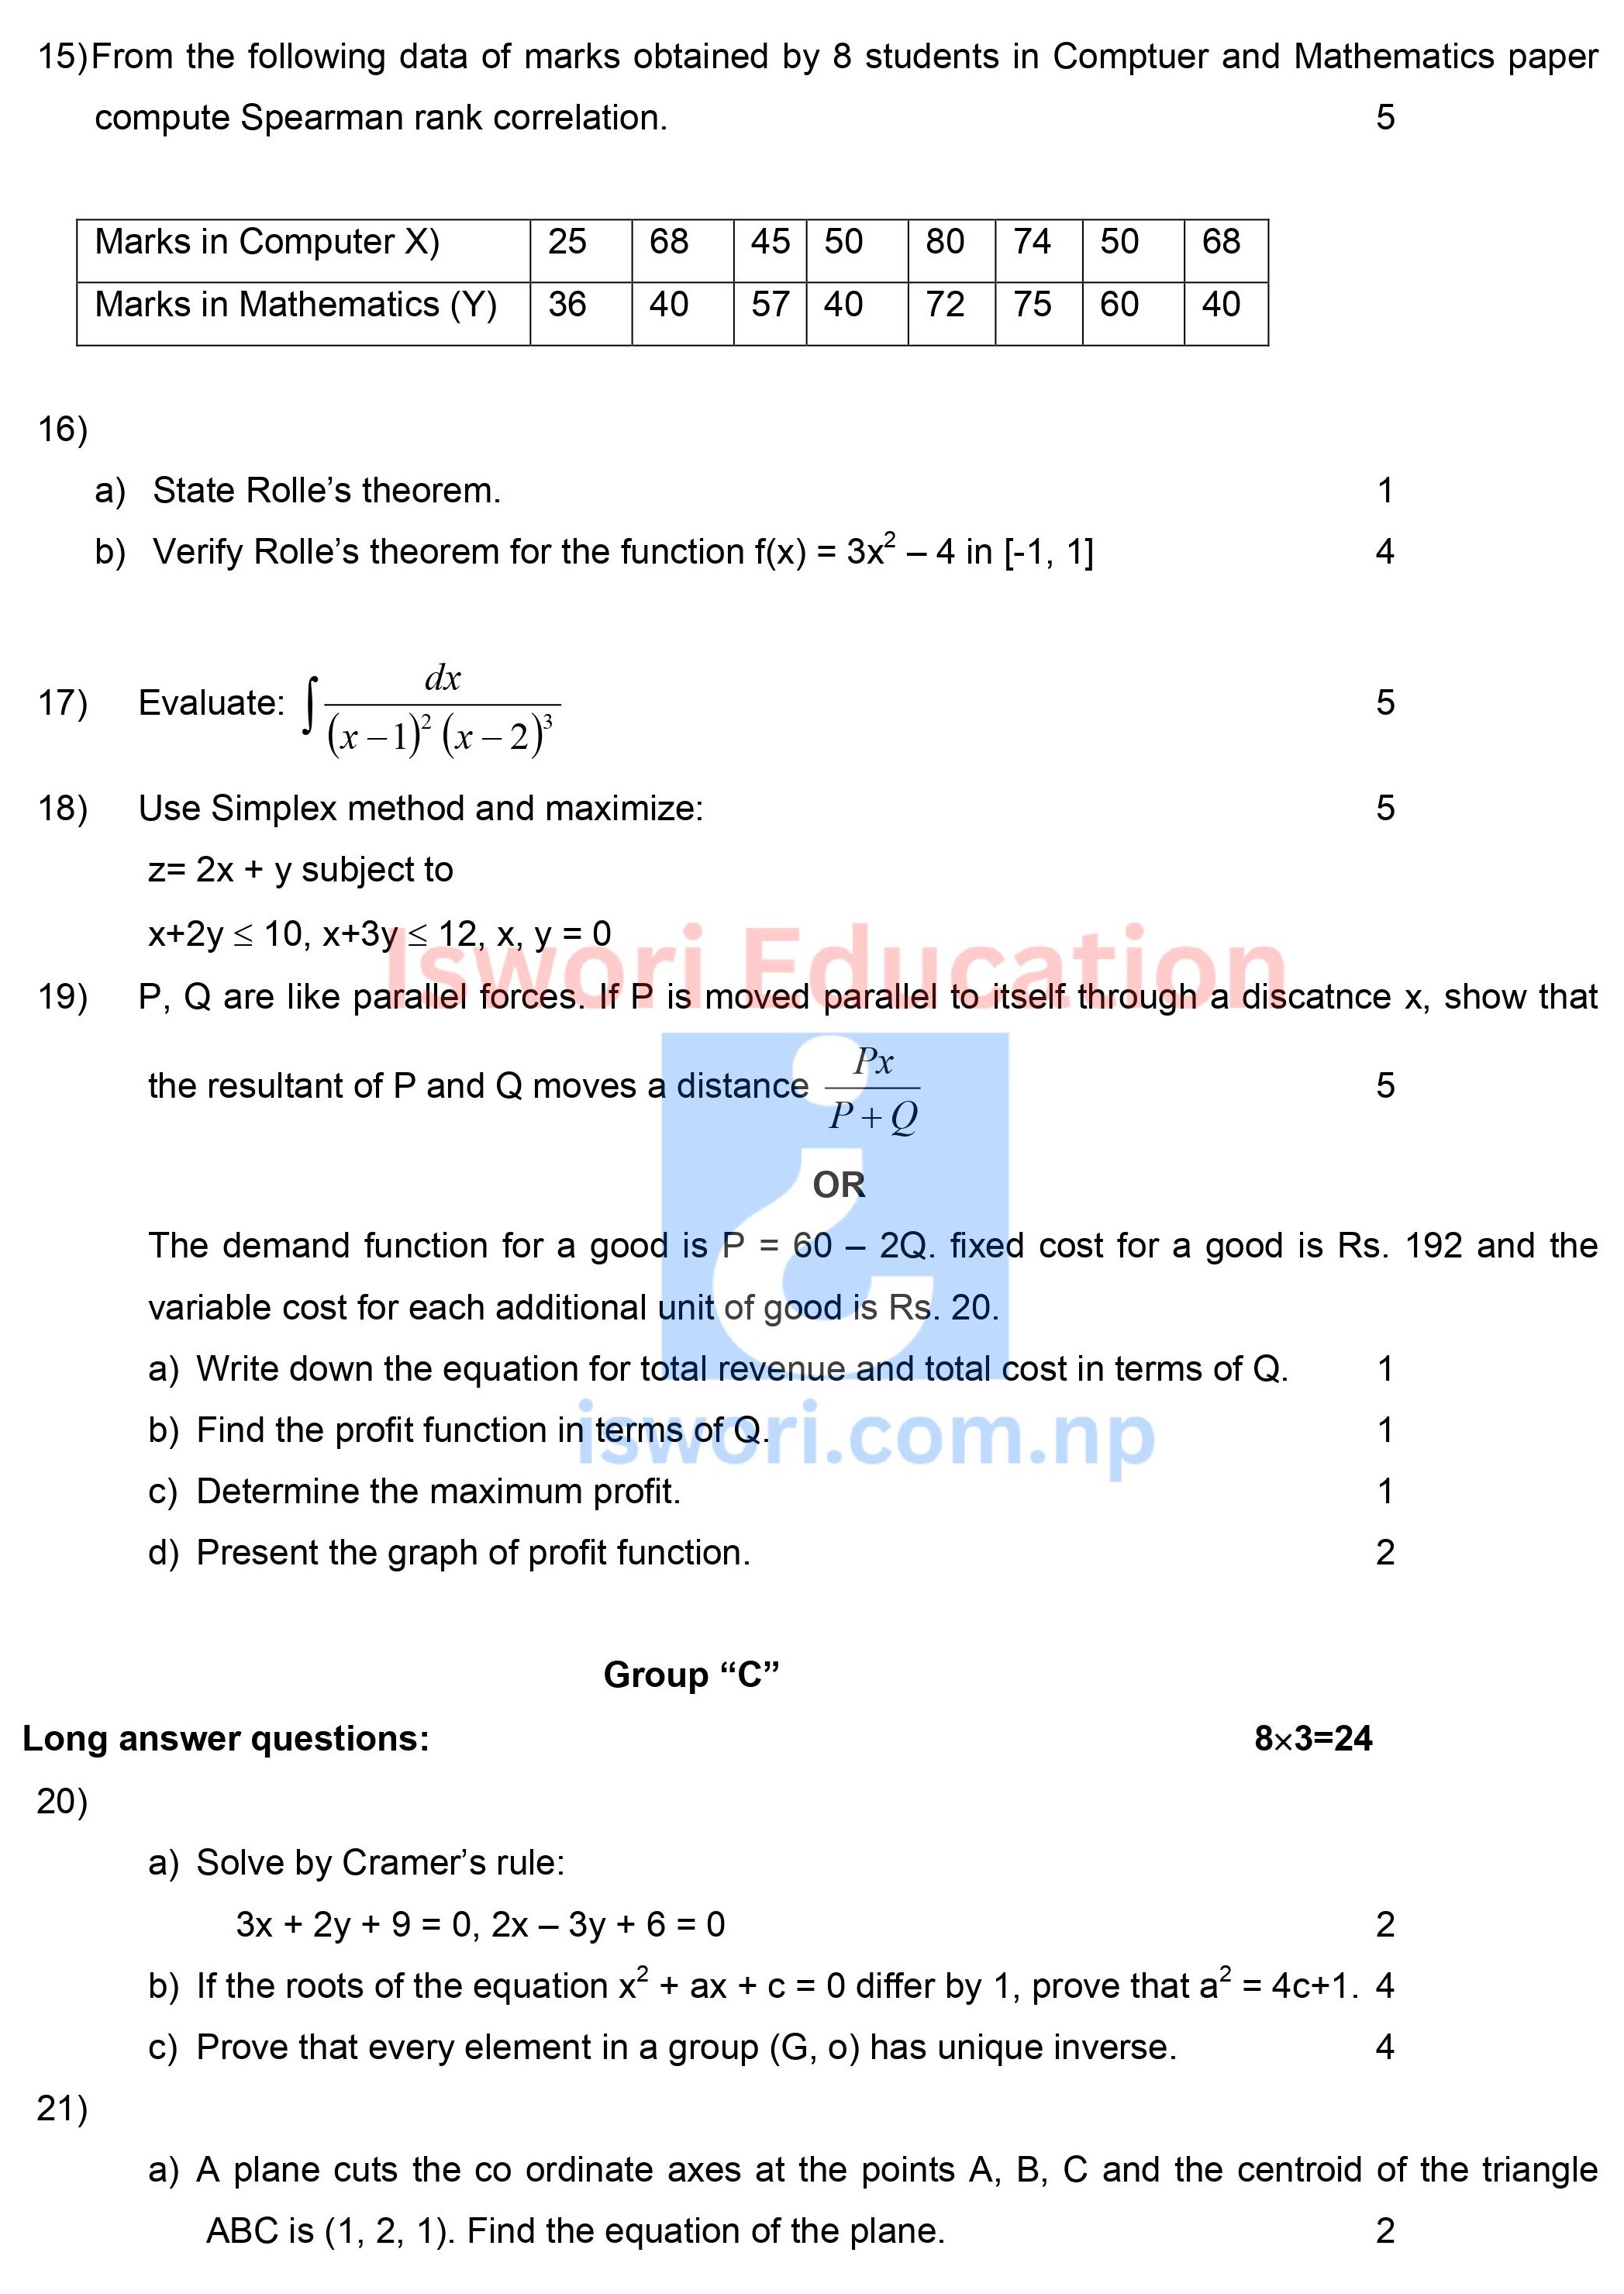 15) From the following data of marks obtained by 8 students in Comptuer and Mathematics paper
compute Spearman rank correlation. 5
Marks in Computer X) 25 68 45 50 80 74 50 68
Marks in Mathematics (Y) 36 40 57 40 72 75 60 40
16)
a) State Rolle’s theorem. 1
b) Verify Rolle’s theorem for the function f(x) = 3x² – 4 in [-1, 1] 4
17) Evaluate: ∫ dx / (x – 1)² (x – 2)³ 5
18) Use Simplex method and maximize: 5
z= 2x + y subject to
x+2y ≤ 10, x+3y ≤ 12, x, y = 0
Iswori Education
19) P, Q are like parallel forces. If P is moved parallel to itself through a discatnce x, show that
the resultant of P and Q moves a distance Px / P + Q 5
OR
The demand function for a good is P = 60 – 2Q. fixed cost for a good is Rs. 192 and the
variable cost for each additional unit of good is Rs. 20.
a) Write down the equation for total revenue and total cost in terms of Q. 1
b) Find the profit function in terms of Q. 1
iswori.com.np
c) Determine the maximum profit. 1
d) Present the graph of profit function. 2
Group “C”
Long answer questions: 8×3=24
20)
a) Solve by Cramer’s rule:
3x + 2y + 9 = 0, 2x – 3y + 6 = 0 2
b) If the roots of the equation x² + ax + c = 0 differ by 1, prove that a² = 4c+1. 4
c) Prove that every element in a group (G, o) has unique inverse. 4
21)
a) A plane cuts the co ordinate axes at the points A, B, C and the centroid of the triangle
ABC is (1, 2, 1). Find the equation of the plane. 2